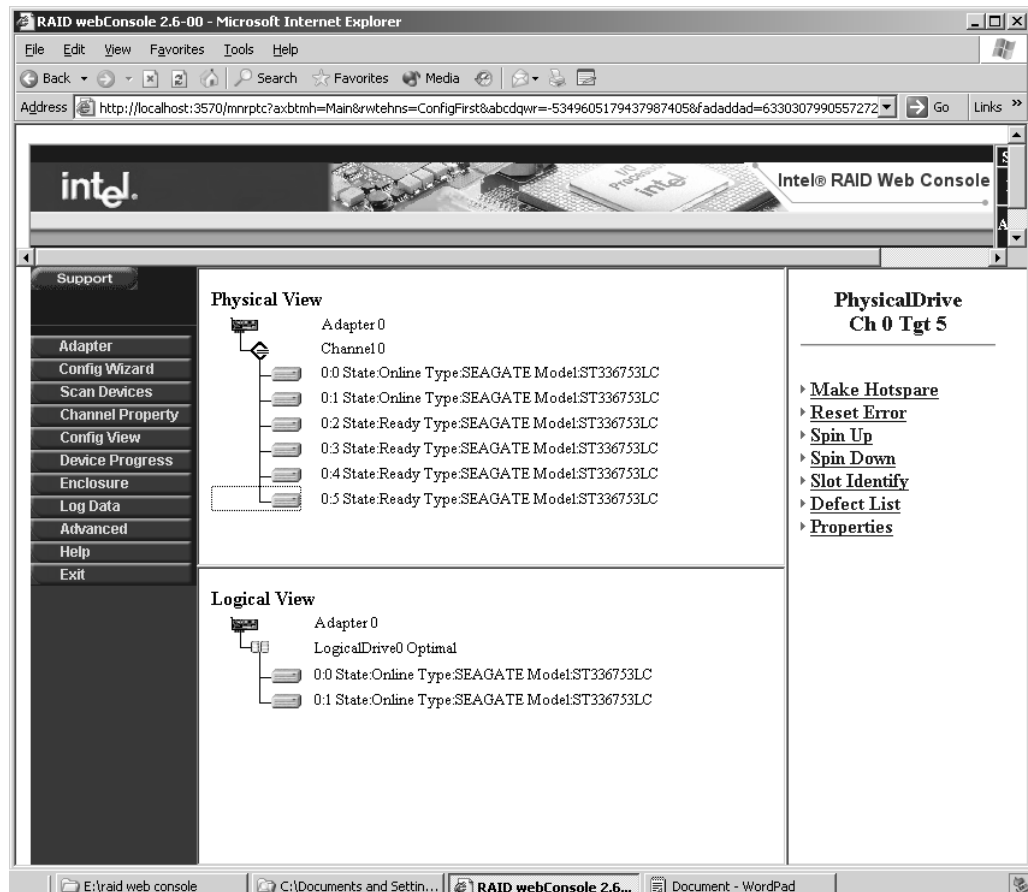 RAID webConsole 2.6-00 - Microsoft Internet Explorer
File Edit View Favorites Tools Help
Back Search Favorites Media
Address http://localhost:3570/mnrptc?axbtmh=Main&rwtehns=ConfigFirst&abcdqwr=-5349605179437987405&fadaddad=6330307990557272 Go Links »
intel.
I/O Processor intel
Intel® RAID Web Console
S
A
Support
Adapter
Config Wizard
Scan Devices
Channel Property
Config View
Device Progress
Enclosure
Log Data
Advanced
Help
Exit
Physical View
Adapter 0
Channel 0
0:0 State:Online Type:SEAGATE Model:ST336753LC
0:1 State:Online Type:SEAGATE Model:ST336753LC
0:2 State:Ready Type:SEAGATE Model:ST336753LC
0:3 State:Ready Type:SEAGATE Model:ST336753LC
0:4 State:Ready Type:SEAGATE Model:ST336753LC
0:5 State:Ready Type:SEAGATE Model:ST336753LC
Logical View
Adapter 0
LogicalDrive0 Optimal
0:0 State:Online Type:SEAGATE Model:ST336753LC
0:1 State:Online Type:SEAGATE Model:ST336753LC
PhysicalDrive
Ch 0 Tgt 5
Make Hotspare
Reset Error
Spin Up
Spin Down
Slot Identify
Defect List
Properties
E:\raid web console C:\Documents and Settin... RAID webConsole 2.6... Document - WordPad